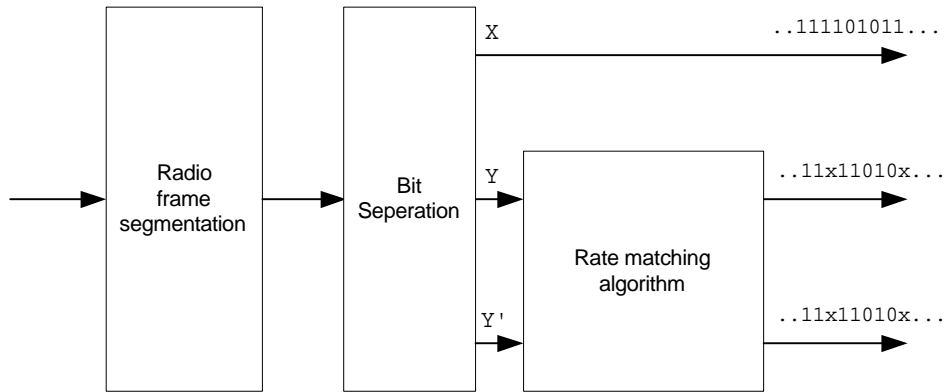 X
..111101011...
Radio
frame
segmentation
Bit
Seperation
Y
..11x11010x...
Rate matching
algorithm
Y'
..11x11010x...